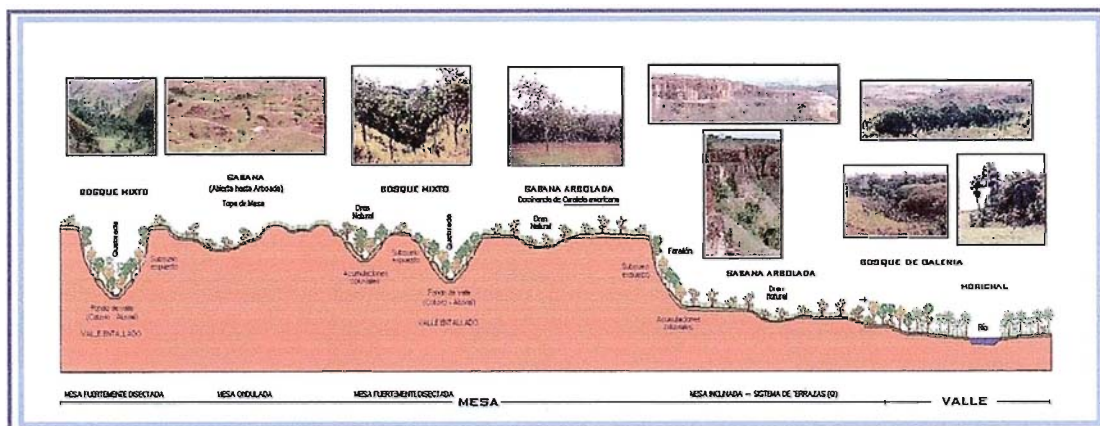 BOSQUE MIXTO
SABANA
(Abierta hasta Arbolada)
Tope de Mesa
BOSQUE MIXTO
SABANA ARBOLADA
Dominancia de Curatela americana
SABANA ARBOLADA
BOSQUE DE GALERIA
MORICHAL
Quebrada
Subsuelo
expuesto
Dren
Natural
Acumulaciones
coluviales
Quebrada
Dren
Natural
Subsuelo
expuesto
Farallón
Dren
Natural
Río
Fondo de valle
(Coluvio - Aluvial)
VALLE ENTALLADO
Fondo de valle
(Coluvio - Aluvial)
VALLE ENTALLADO
Subsuelo
expuesto
Acumulaciones
coluviales
MESA FUERTEMENTE DISECTADA
MESA ONDULADA
MESA FUERTEMENTE DISECTADA
MESA INCLINADA - SISTEMA DE TERRAZAS
MESA
VALLE